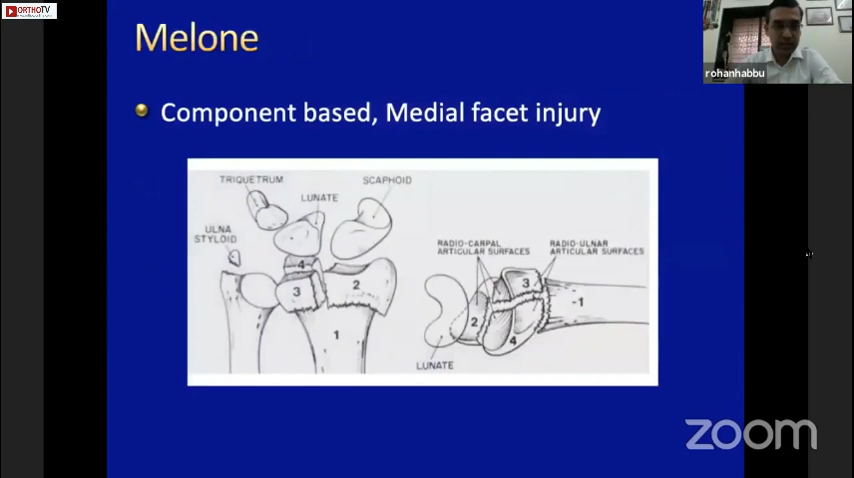 ORTHOTV
rohanhabbu
Melone
Component based, Medial facet injury
TRIQUETRUM
LUNATE
SCAPHOID
ULNA
STYLOID
4
3
2
1
RADIO-CARPAL
ARTICULAR SURFACES
RADIO-ULNAR
ARTICULAR SURFACES
3
-1
2
4
LUNATE
zoom